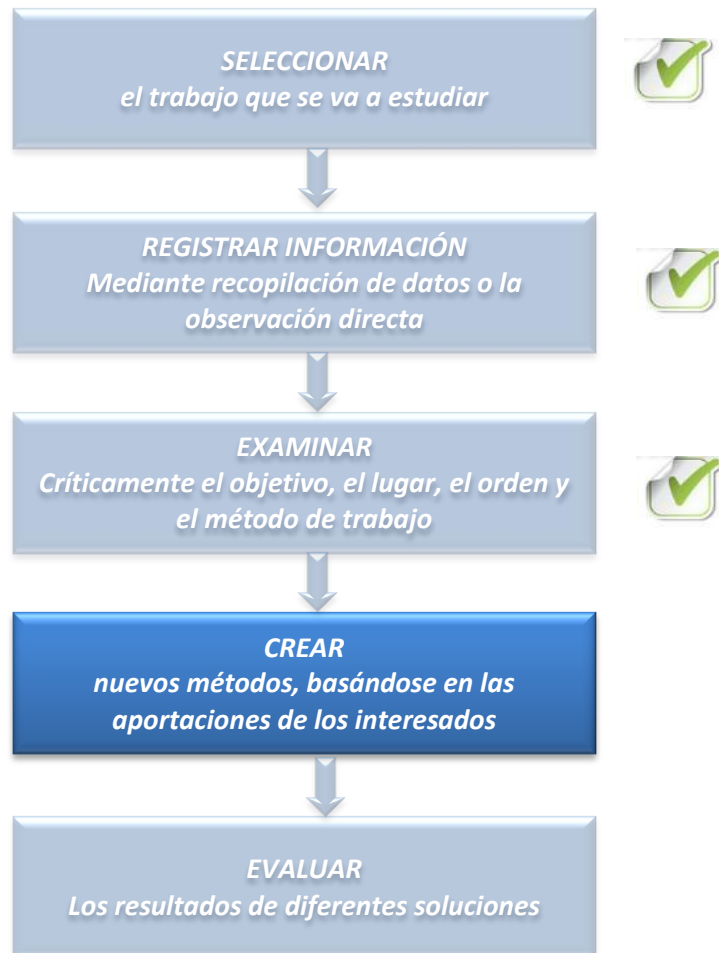 SELECCIONAR
el trabajo que se va a estudiar
REGISTRAR INFORMACIÓN
Mediante recopilación de datos o la
observación directa
EXAMINAR
Críticamente el objetivo, el lugar, el orden y
el método de trabajo
CREAR
nuevos métodos, basándose en las
aportaciones de los interesados
EVALUAR
Los resultados de diferentes soluciones